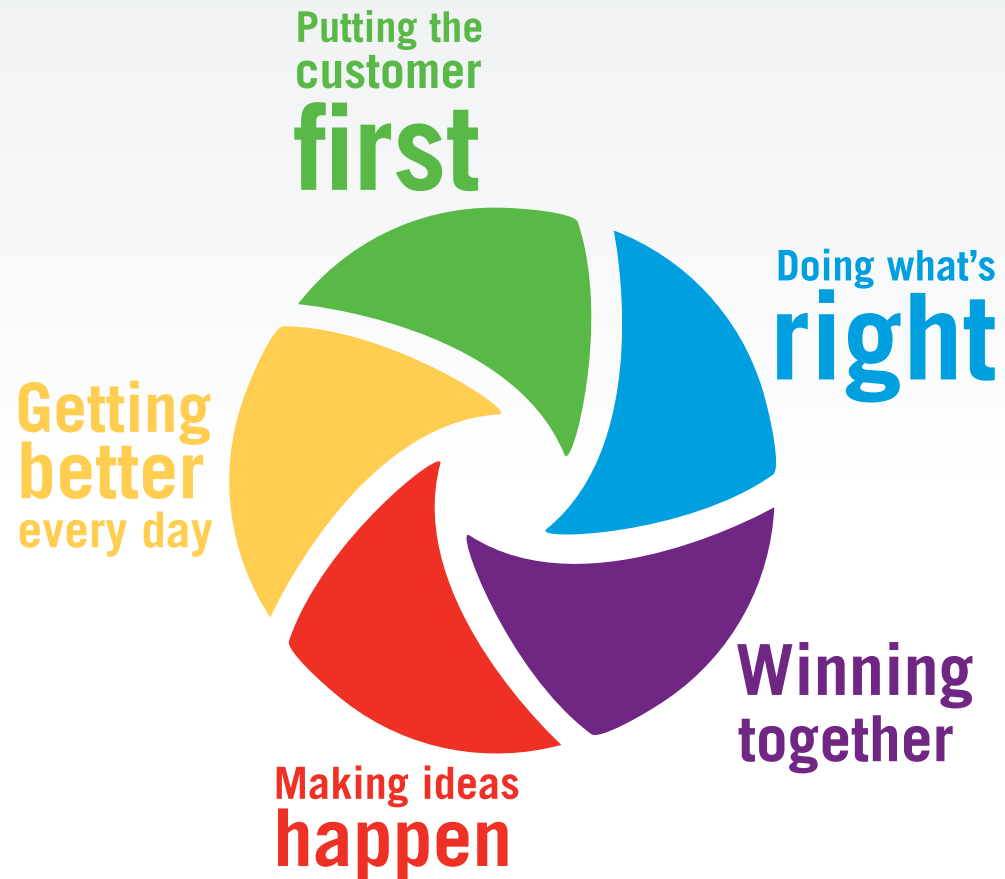 Putting the
customer
first
Doing what's
right
Getting
better
every day
Winning
together
Making ideas
happen